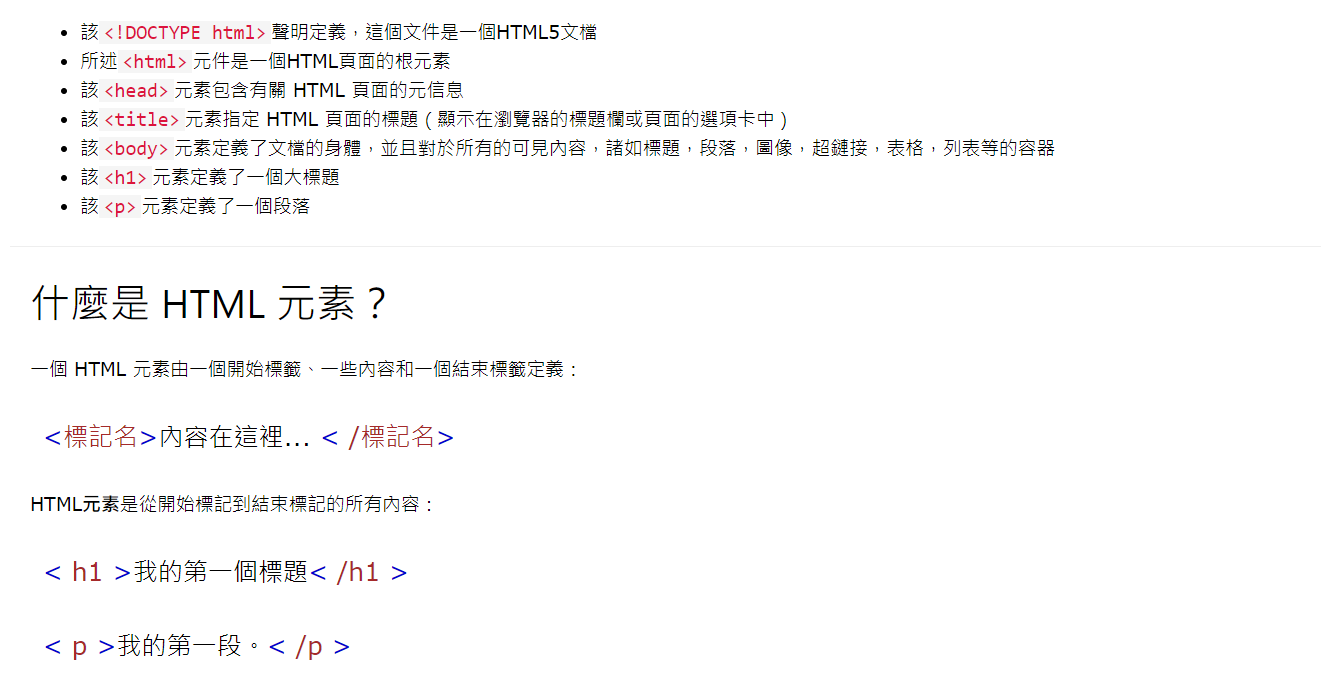 該 <!DOCTYPE html> 聲明定義，這個文件是一個HTML5文檔
所述 <html> 元件是一個HTML頁面的根元素
該 <head> 元素包含有關 HTML 頁面的元信息
該 <title> 元素指定 HTML 頁面的標題（顯示在瀏覽器的標題欄或頁面的選項卡中）
該 <body> 元素定義了文檔的身體，並且對於所有的可見內容，諸如標題，段落，圖像，超鏈接，表格，列表等的容器
該 <h1> 元素定義了一個大標題
該 <p> 元素定義了一個段落
什麼是 HTML 元素？
一個 HTML 元素由一個開始標籤、一些內容和一個結束標籤定義：
<標記名>內容在這裡... < /標記名>
HTML元素是從開始標記到結束標記的所有內容：
< h1 >我的第一個標題< /h1 >
< p >我的第一段。< /p >